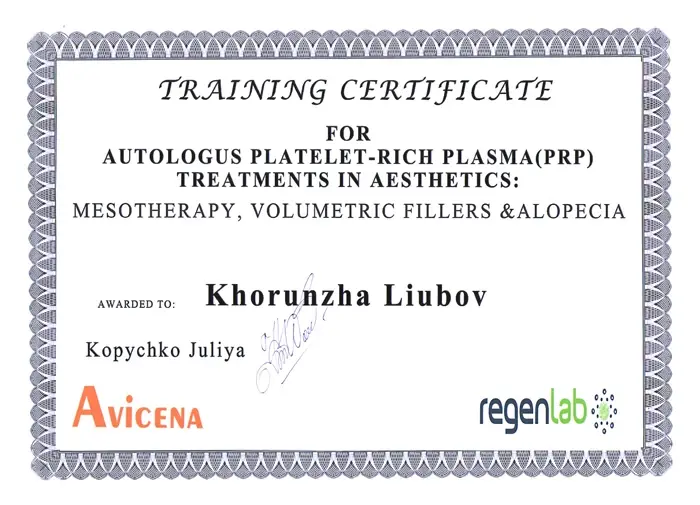 TRAINING CERTIFICATE
FOR
AUTOLOGUS PLATELET-RICH PLASMA(PRP)
TREATMENTS IN AESTHETICS:
MESOTHERAPY, VOLUMETRIC FILLERS &ALOPECIA
AWARDED TO: Khorunzha Liubov
Kopychko Juliya
AVICENA
regenlab